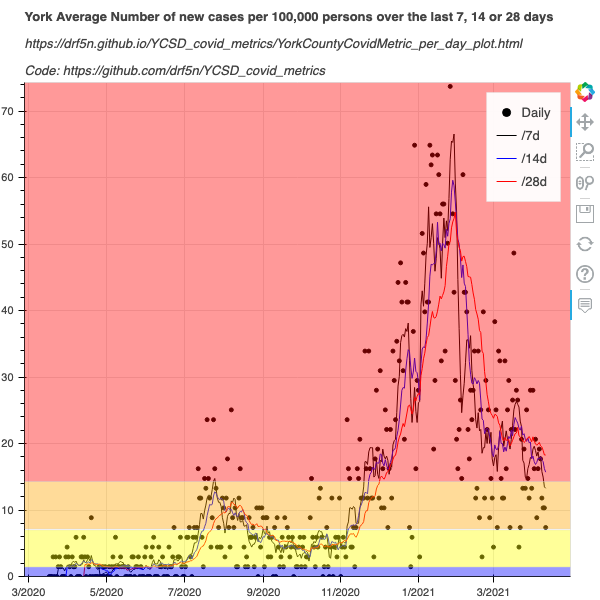 York Average Number of new cases per 100,000 persons over the last 7, 14 or 28 days
https://drf5n.github.io/YCSD_covid_metrics/YorkCountyCovidMetric_per_day_plot.html
Code: https://github.com/drf5n/YCSD_covid_metrics
Daily
/7d
/14d
/28d
70
60
50
40
30
20
10
0
3/2020 5/2020 7/2020 9/2020 11/2020 1/2021 3/2021